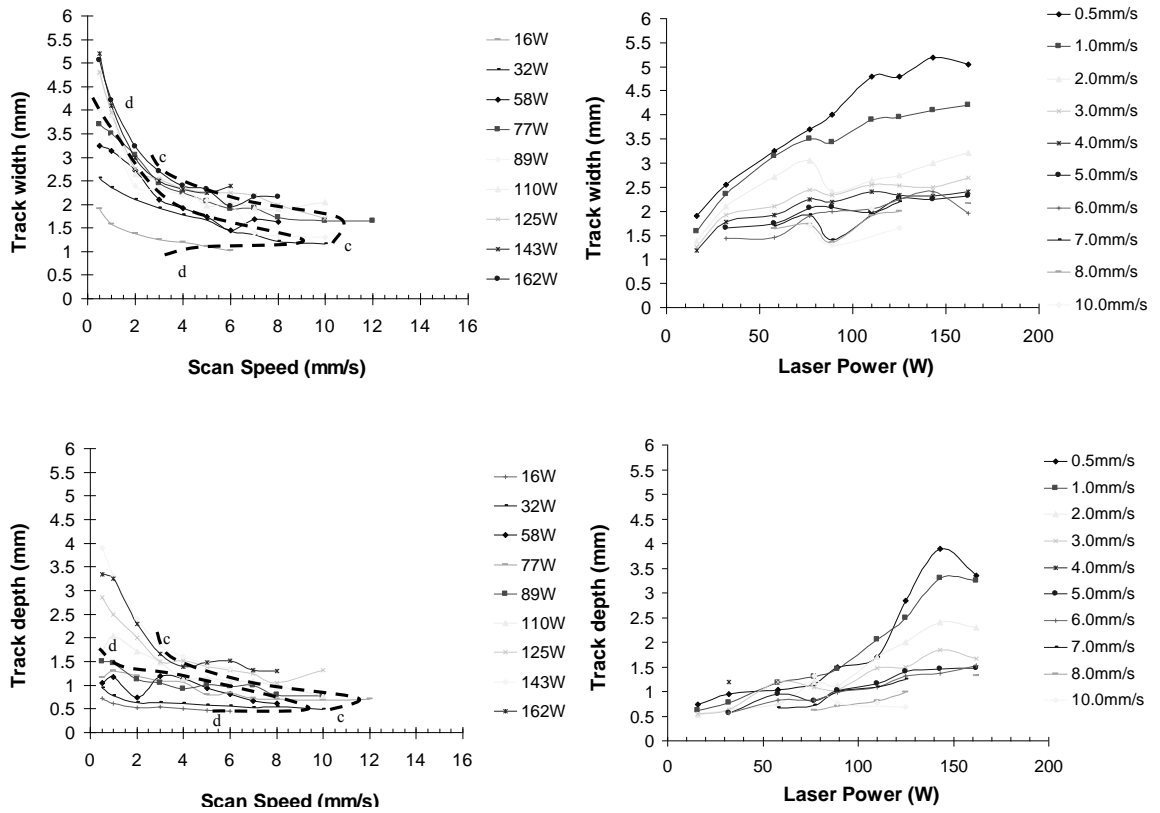 6
5.5
5
4.5
4
3.5
3
2.5
2
1.5
1
0.5
0
Track width (mm)
0 2 4 6 8 10 12 14 16
Scan Speed (mm/s)
d
c
c
d
16W
32W
58W
77W
89W
110W
125W
143W
162W
6
5.5
5
4.5
4
3.5
3
2.5
2
1.5
1
0.5
0
Track width (mm)
0 50 100 150 200
Laser Power (W)
0.5mm/s
1.0mm/s
2.0mm/s
3.0mm/s
4.0mm/s
5.0mm/s
6.0mm/s
7.0mm/s
8.0mm/s
10.0mm/s
6
5.5
5
4.5
4
3.5
3
2.5
2
1.5
1
0.5
0
Track depth (mm)
0 2 4 6 8 10 12 14 16
Scan Speed (mm/s)
c
d
d
c
16W
32W
58W
77W
89W
110W
125W
143W
162W
6
5.5
5
4.5
4
3.5
3
2.5
2
1.5
1
0.5
0
Track depth (mm)
0 50 100 150 200
Laser Power (W)
0.5mm/s
1.0mm/s
2.0mm/s
3.0mm/s
4.0mm/s
5.0mm/s
6.0mm/s
7.0mm/s
8.0mm/s
10.0mm/s